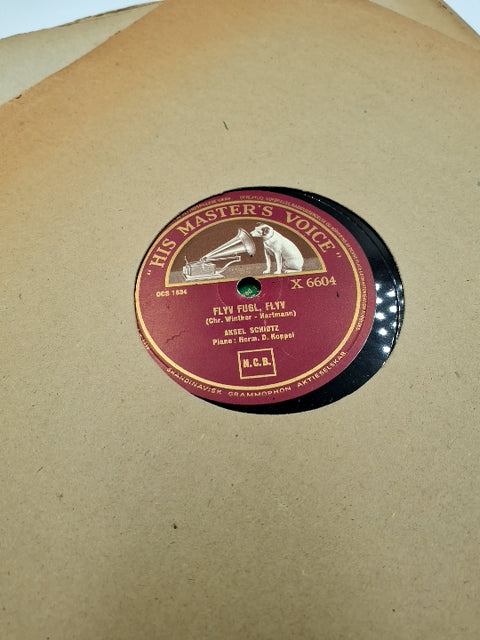 "HIS MASTER'S VOICE"
X 6604
OCS 1884
FLYV FUGL, FLYV
(Chr. Winther - Hartmann)
AKSEL SCHIØTZ
Piano: Herm. D. Koppel
N.C.B.
SKANDINAVISK GRAMMOPHON AKTIESELSKAB